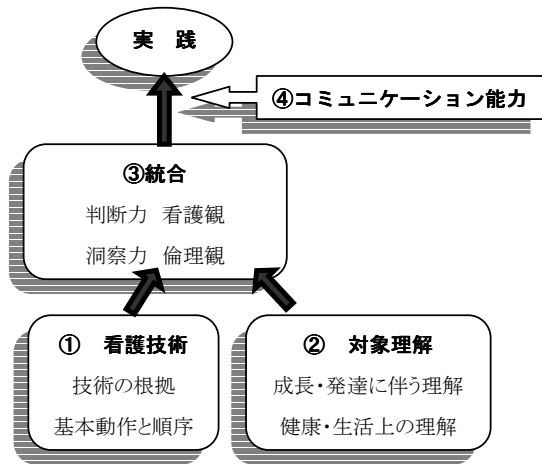 実 践
④コミュニケーション能力
③統合
判断力 看護観
洞察力 倫理観
① 看護技術
技術の根拠
基本動作と順序
② 対象理解
成長・発達に伴う理解
健康・生活上の理解